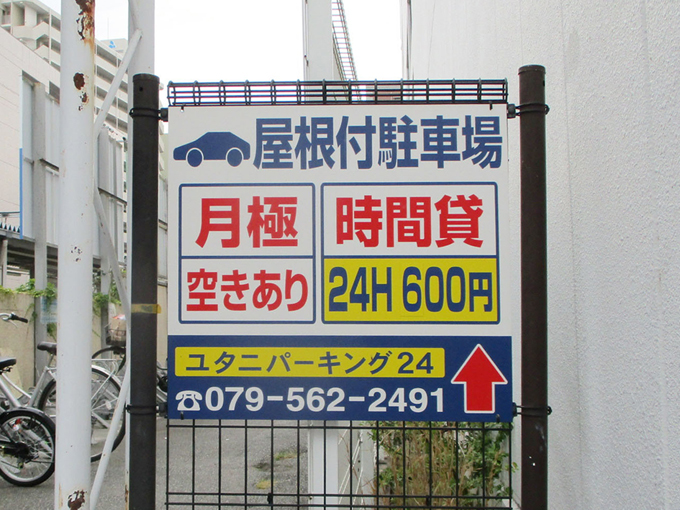 屋根付駐車場
月極
時間貸
空きあり
24H 600円
ユタニパーキング24
☎079-562-2491